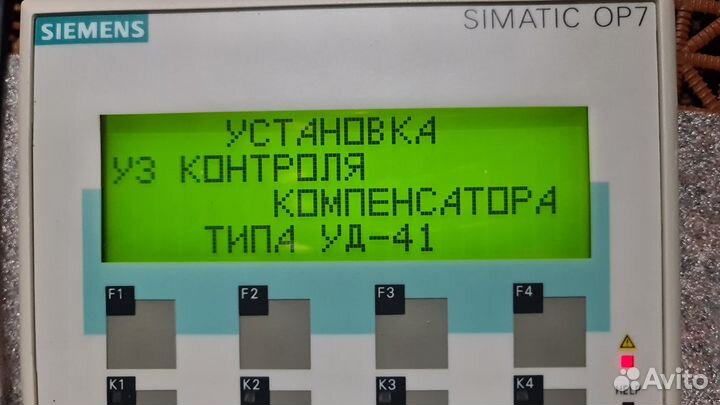 SIEMENS
SIMATIC OP7
УСТАНОВКА
УЗ КОНТРОЛЯ
КОМПЕНСАТОРА
ТИПА УД-41
F1 F2 F3 F4
K1 K2 K3 K4
HELP
Avito